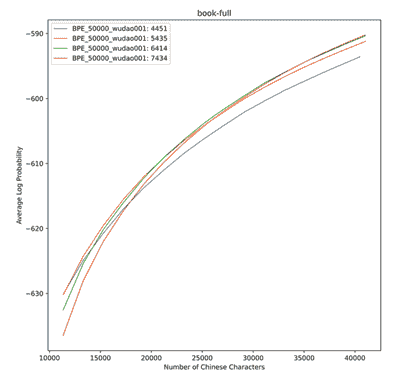 book-full
BPE_50000_wudao001: 4451
BPE_50000_wudao001: 5435
BPE_50000_wudao001: 6414
BPE_50000_wudao001: 7434
−590
−600
−610
−620
−630
Average Log Probability
10000 15000 20000 25000 30000 35000 40000
Number of Chinese Characters